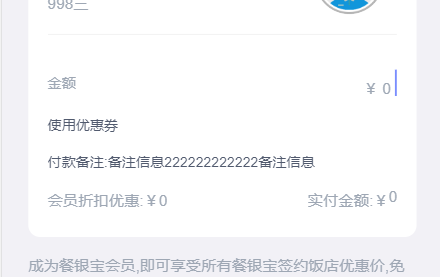 998三
金额 ¥ 0
使用优惠券
付款备注:备注信息222222222222备注信息
会员折扣优惠:¥0 实付金额:¥0
成为餐银宝会员,即可享受所有餐银宝签约饭店优惠价,免